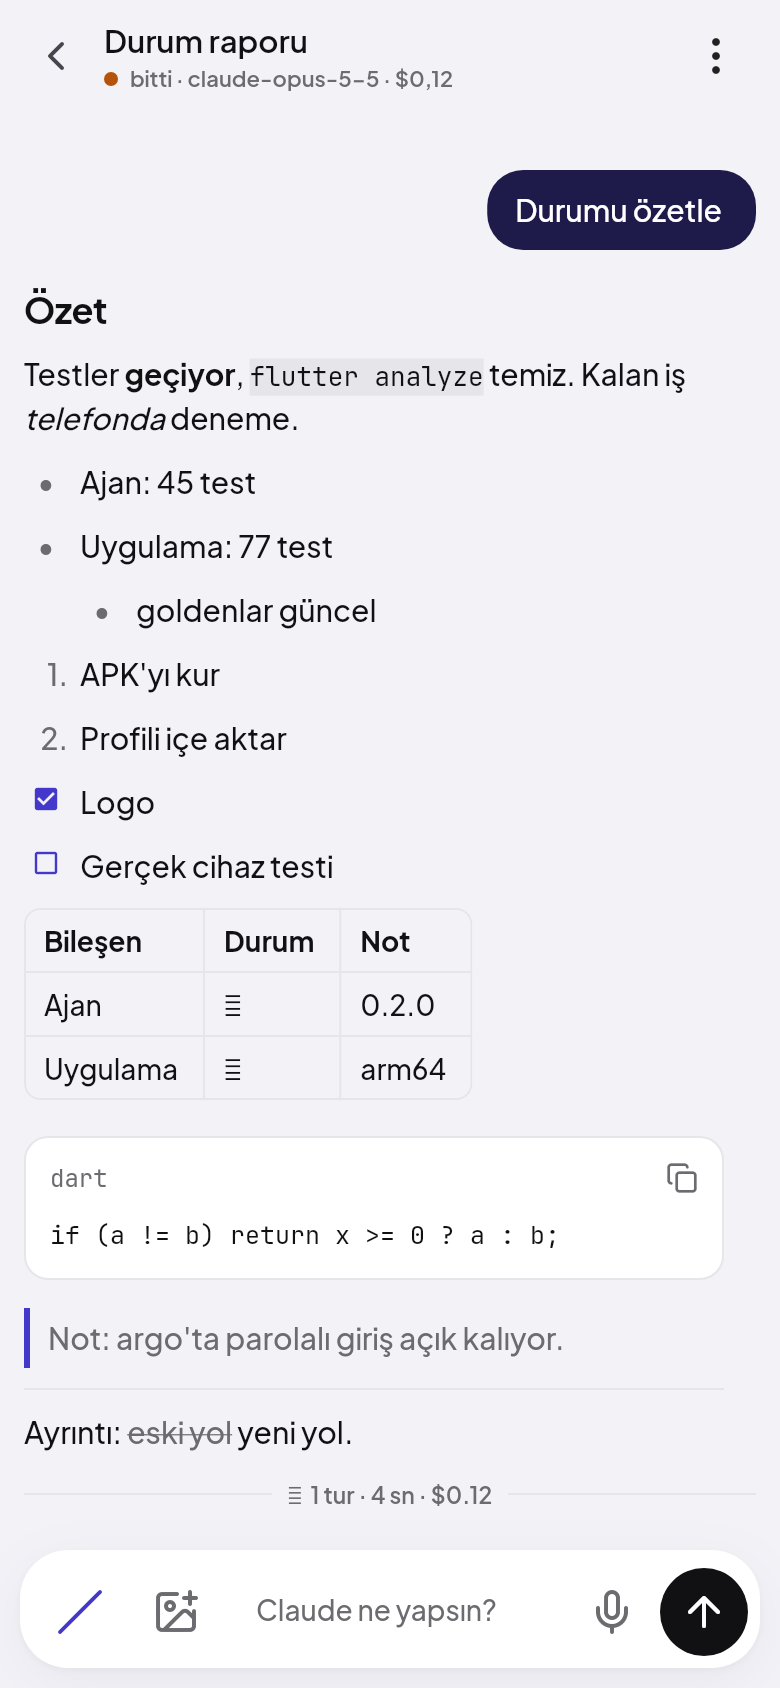 Durum raporu
bitti · claude-opus-5-5 · $0,12
Durumu özetle
Özet
Testler geçiyor, flutter analyze temiz. Kalan iş
telefonda deneme.
• Ajan: 45 test
• Uygulama: 77 test
• goldenlar güncel
1. APK'yı kur
2. Profili içe aktar
Logo
Gerçek cihaz testi
Bileşen Durum Not
Ajan 0.2.0
Uygulama arm64
dart
if (a != b) return x >= 0 ? a : b;
Not: argo'ta parolalı giriş açık kalıyor.
Ayrıntı: eski yol yeni yol.
1 tur · 4 sn · $0.12
Claude ne yapsın?